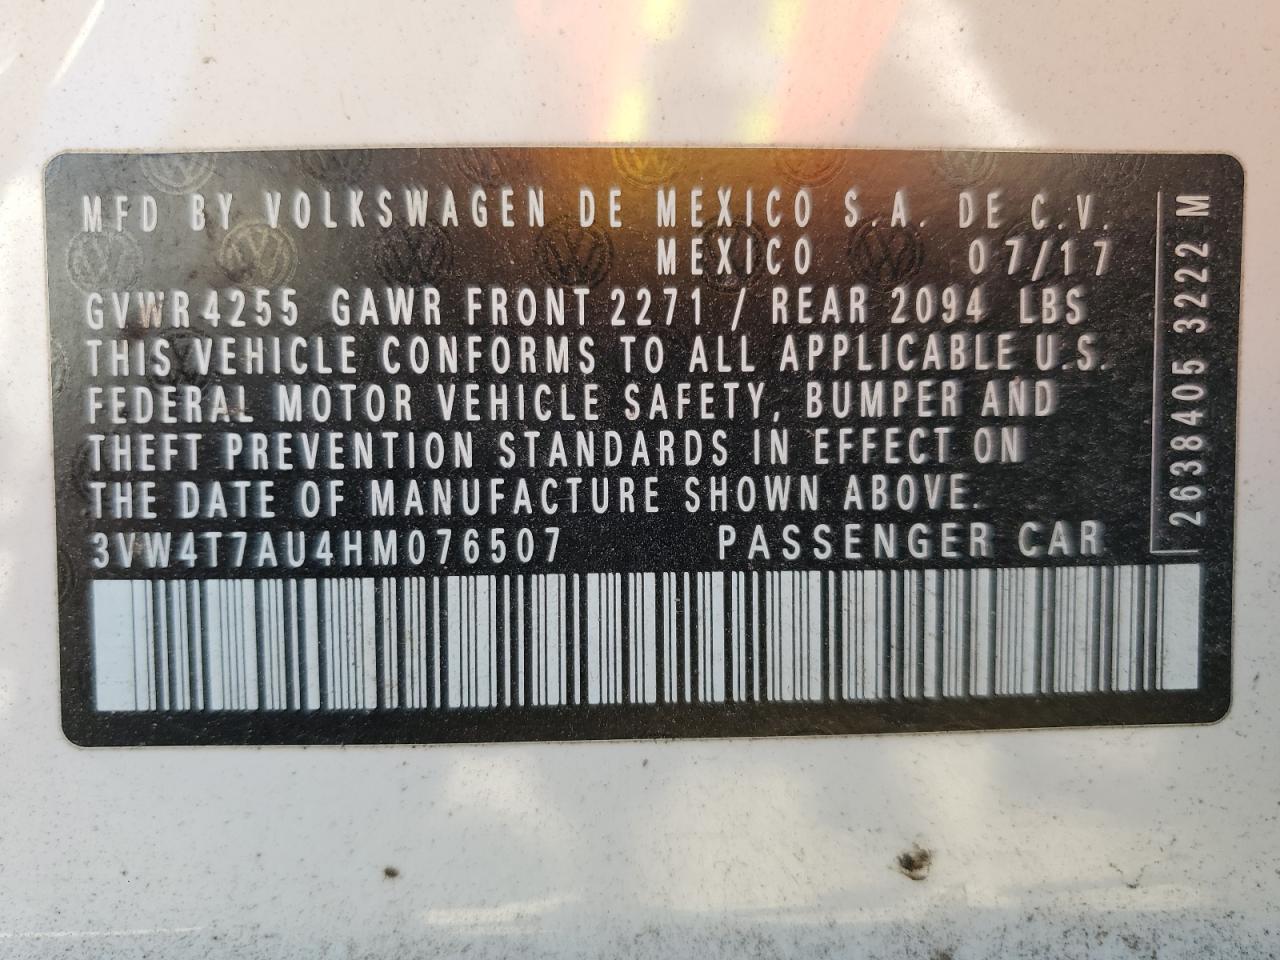 MFD BY VOLKSWAGEN DE MEXICO S.A. DE C.V.
MEXICO 07/17
GVWR 4255 GAWR FRONT 2271 / REAR 2094 LBS
THIS VEHICLE CONFORMS TO ALL APPLICABLE U.S.
FEDERAL MOTOR VEHICLE SAFETY, BUMPER AND
THEFT PREVENTION STANDARDS IN EFFECT ON
THE DATE OF MANUFACTURE SHOWN ABOVE.
3VW4T7AU4HM076507 PASSENGER CAR
2638405 3222 M